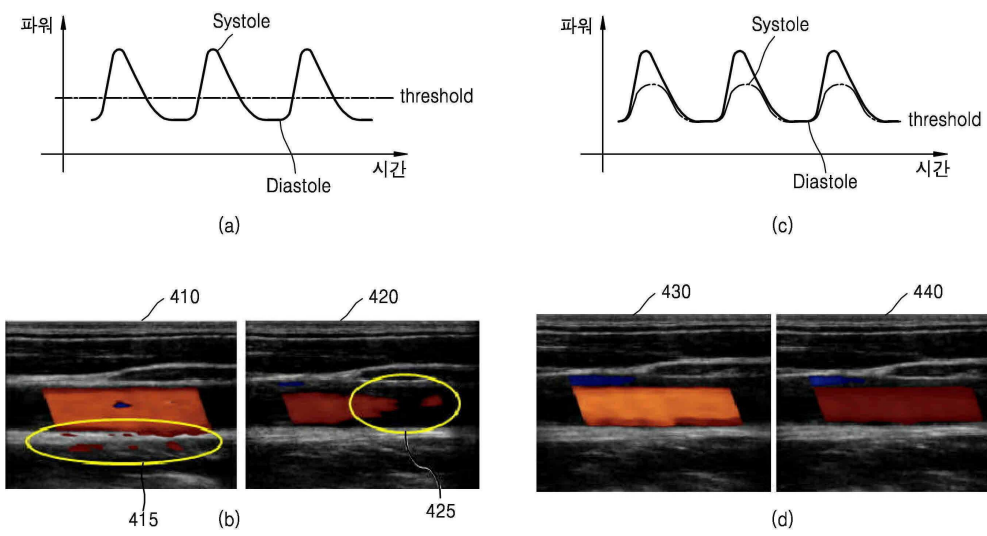 파워
Systole
threshold
Diastole
시간
(a)
파워
Systole
threshold
Diastole
시간
(c)
410
420
415
425
(b)
430
440
(d)